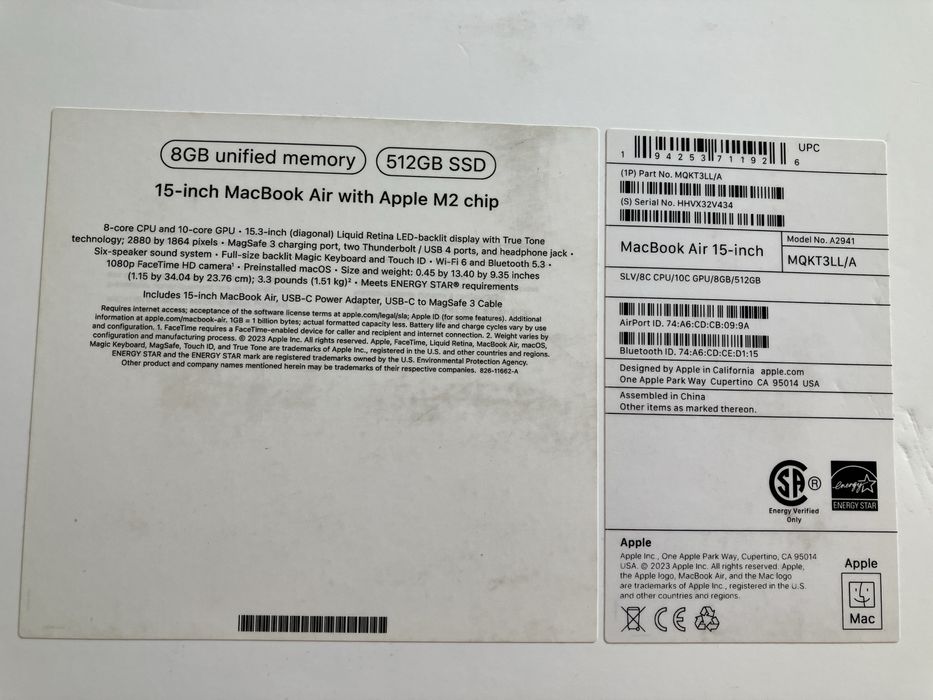 8GB unified memory 512GB SSD
15-inch MacBook Air with Apple M2 chip
8-core CPU and 10-core GPU • 15.3-inch (diagonal) Liquid Retina LED-backlit display with True Tone
technology; 2880 by 1864 pixels • MagSafe 3 charging port, two Thunderbolt / USB 4 ports, and headphone jack •
Six-speaker sound system • Full-size backlit Magic Keyboard and Touch ID • Wi-Fi 6 and Bluetooth 5.3 •
1080p FaceTime HD camera¹ • Preinstalled macOS • Size and weight: 0.45 by 13.40 by 9.35 inches
(1.15 by 34.04 by 23.76 cm); 3.3 pounds (1.51 kg)² • Meets ENERGY STAR® requirements
Includes 15-inch MacBook Air, USB-C Power Adapter, USB-C to MagSafe 3 Cable
Requires internet access; acceptance of the software license terms at apple.com/legal/sla; Apple ID (for some features). Additional
information at apple.com/macbook-air. 1GB = 1 billion bytes; actual formatted capacity less. Battery life and charge cycles vary by use
and configuration. 1. FaceTime requires a FaceTime-enabled device for caller and recipient and internet connection. 2. Weight varies by
configuration and manufacturing process. © 2023 Apple Inc. All rights reserved. Apple, FaceTime, Liquid Retina, MacBook Air, macOS,
Magic Keyboard, MagSafe, Touch ID, and True Tone are trademarks of Apple Inc., registered in the U.S. and other countries and regions.
ENERGY STAR and the ENERGY STAR mark are registered trademarks owned by the U.S. Environmental Protection Agency.
Other product and company names mentioned herein may be trademarks of their respective companies. 826-11662-A
UPC
1 94253 71192 6
(1P) Part No. MQKT3LL/A
(S) Serial No. HHVX32V434
MacBook Air 15-inch
Model No. A2941
MQKT3LL/A
SLV/8C CPU/10C GPU/8GB/512GB
AirPort ID. 74:A6:CD:CB:09:9A
Bluetooth ID. 74:A6:CD:CE:D1:15
Designed by Apple in California apple.com
One Apple Park Way Cupertino CA 95014 USA
Assembled in China
Other items as marked thereon.
SA ®
Energy Verified
Only
energy
ENERGY STAR
Apple
Apple Inc., One Apple Park Way, Cupertino, CA 95014
USA. © 2023 Apple Inc. All rights reserved. Apple,
the Apple logo, MacBook Air, and the Mac logo
are trademarks of Apple Inc., registered in the U.S.
and other countries and regions.
CE
Apple
Mac